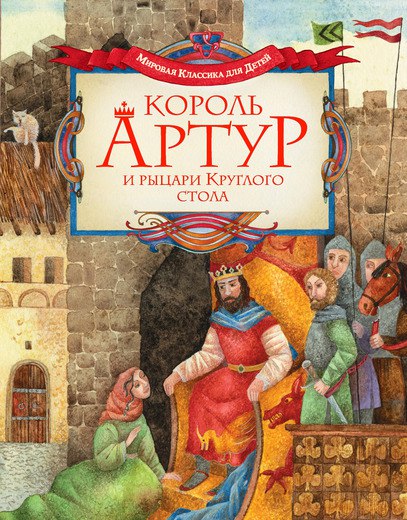 Мировая Классика для Детей
КОРОЛЬ
АРТУР
И РЫЦАРИ КРУГЛОГО
СТОЛА